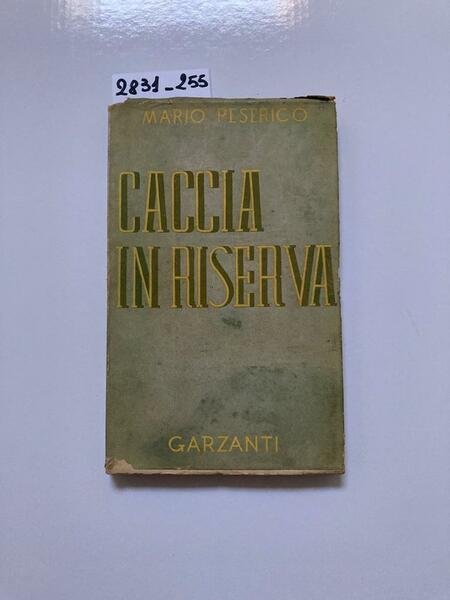 2831_255
MARIO PESERICO
CACCIA
IN RISERVA
GARZANTI